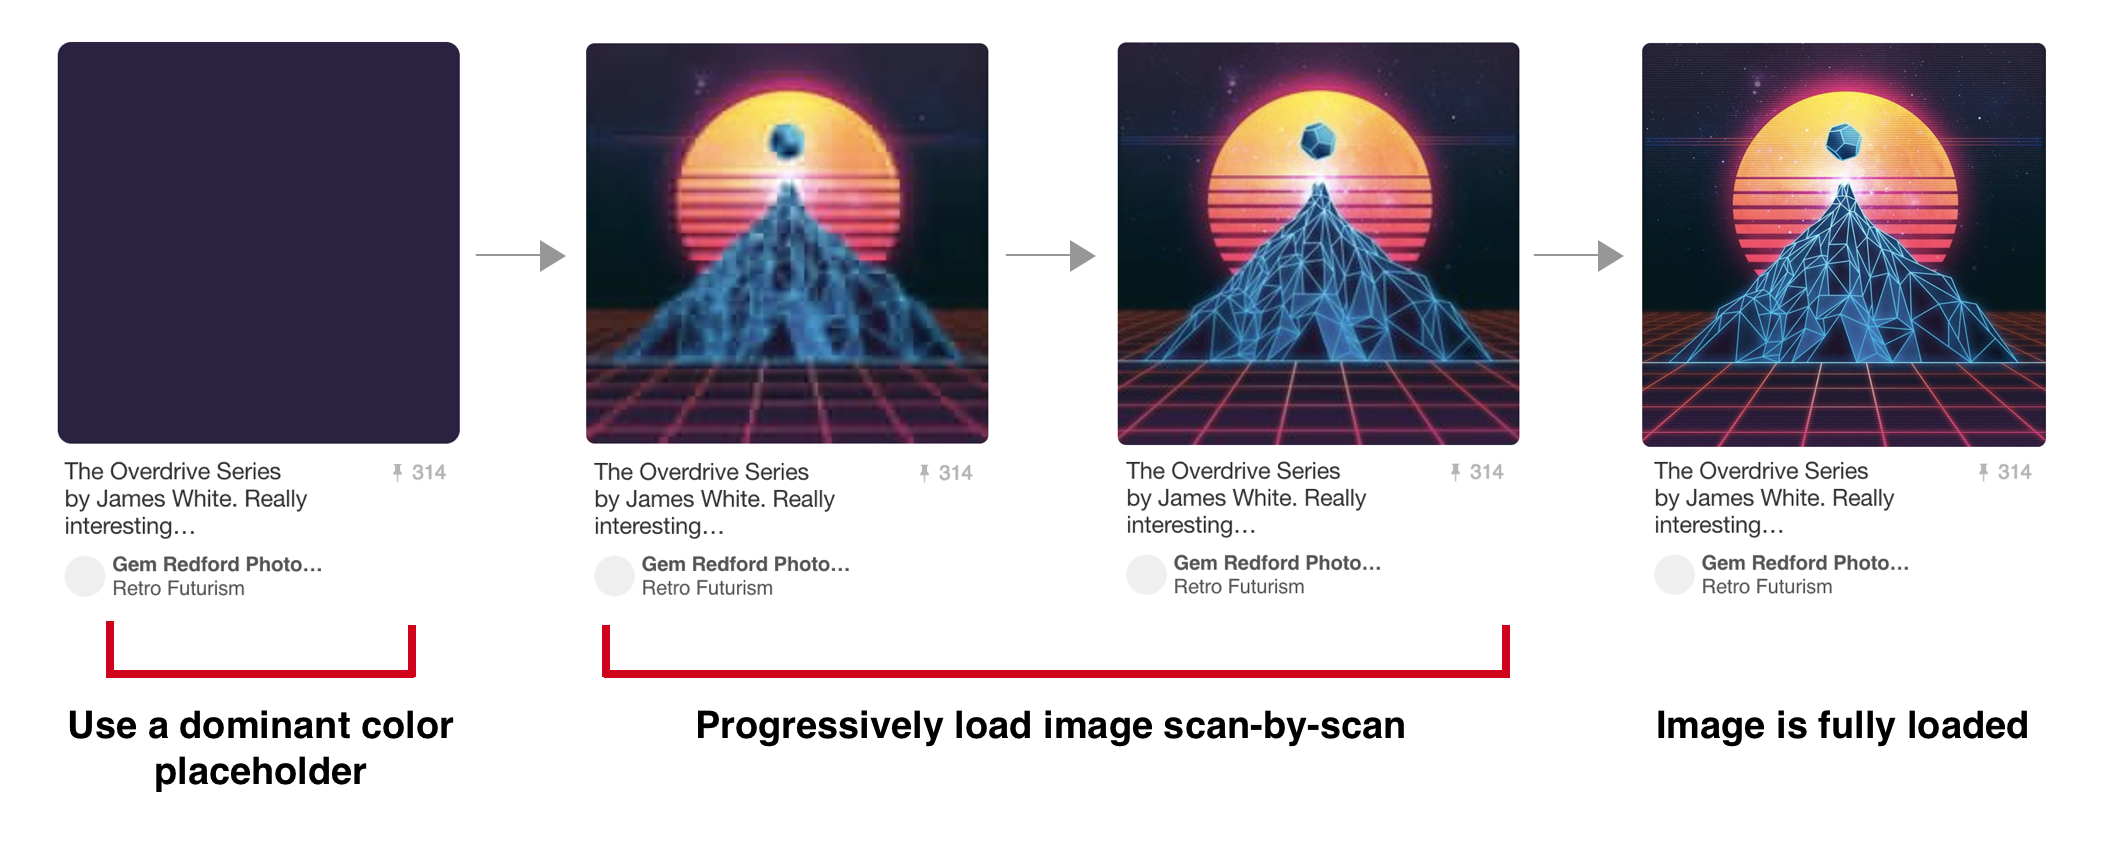 The Overdrive Series
314
by James White. Really
interesting...
Gem Redford Photo...
Retro Futurism
The Overdrive Series
314
by James White. Really
interesting...
Gem Redford Photo...
Retro Futurism
The Overdrive Series
314
by James White. Really
interesting...
Gem Redford Photo...
Retro Futurism
The Overdrive Series
314
by James White. Really
interesting...
Gem Redford Photo...
Retro Futurism
Use a dominant color
placeholder
Progressively load image scan-by-scan
Image is fully loaded